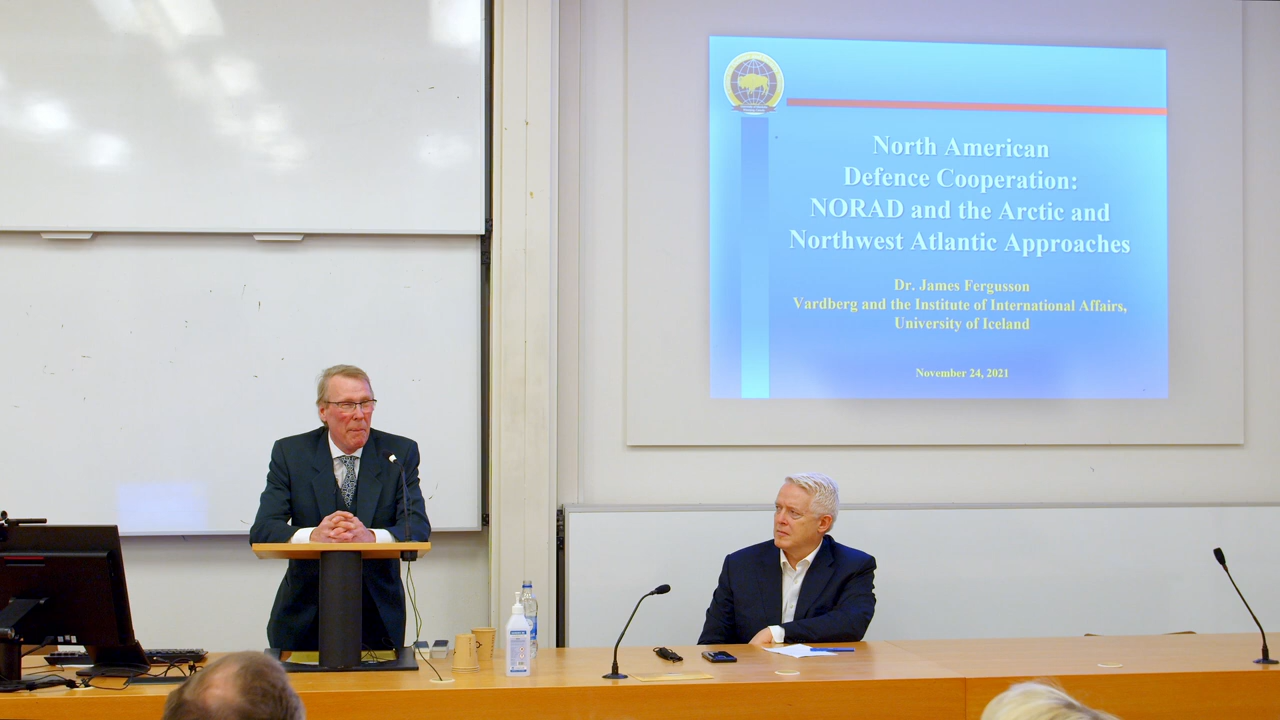 North American
Defence Cooperation:
NORAD and the Arctic and
Northwest Atlantic Approaches
Dr. James Fergusson
Vardberg and the Institute of International Affairs,
University of Iceland
November 24, 2021